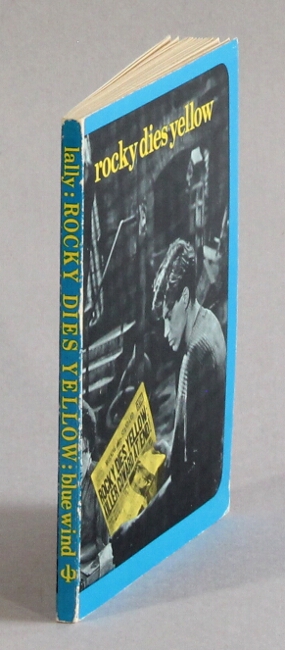 rocky dies yellow
lally: ROCKY DIES YELLOW: blue wind
ROCKY DIES YELLOW